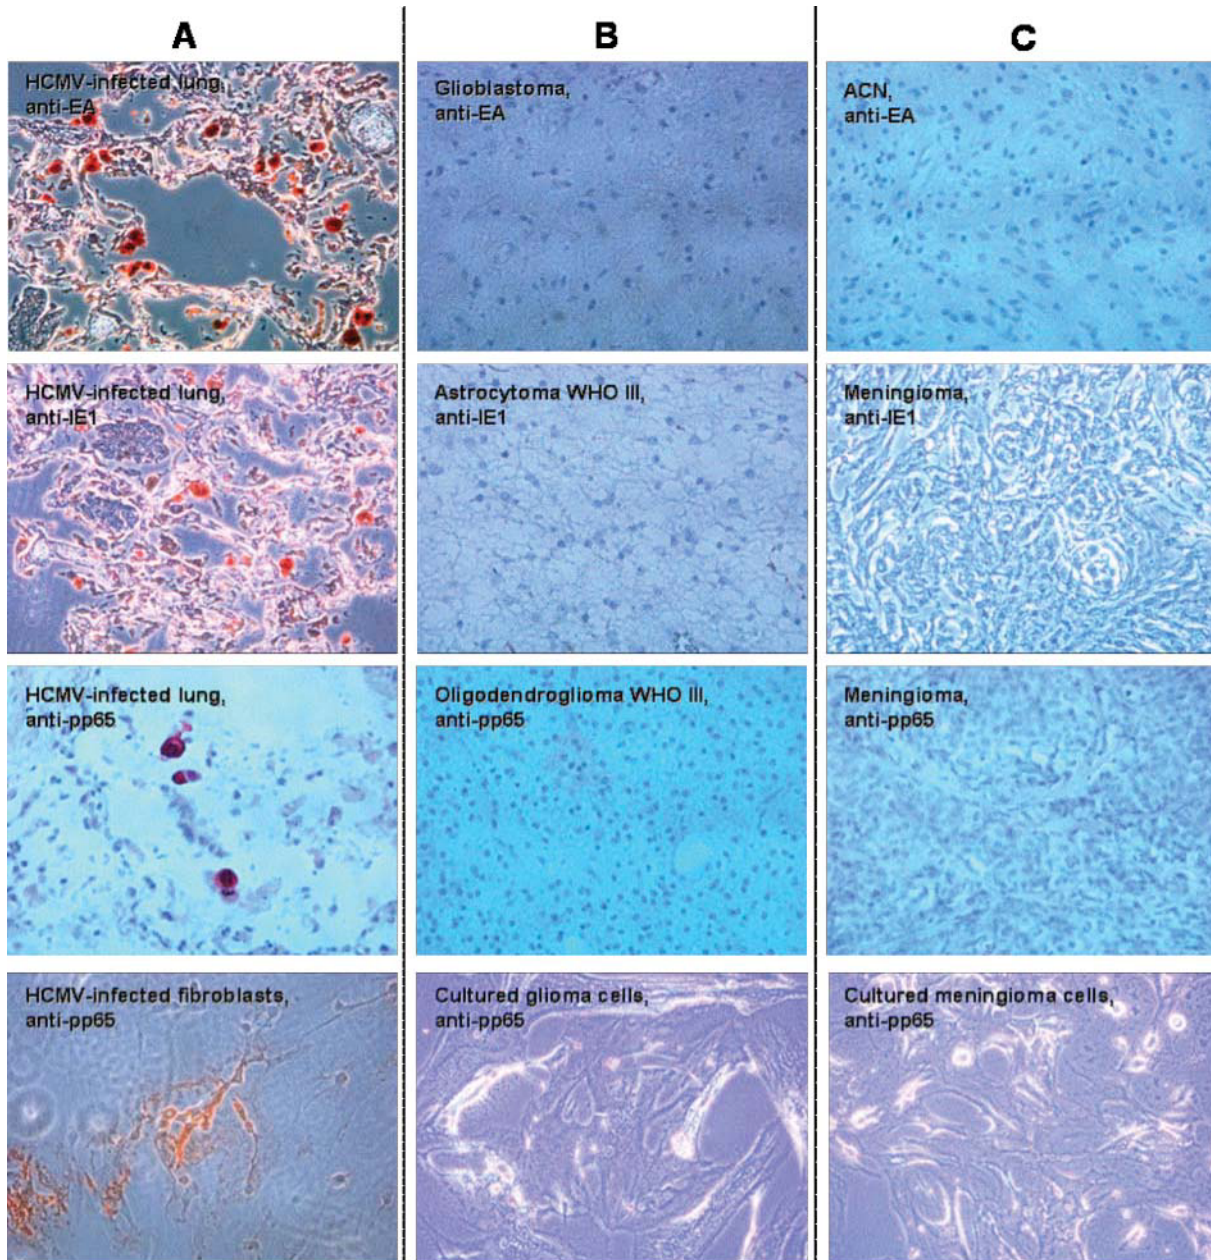 A
B
C
HCMV-infected lung,
anti-EA
Glioblastoma,
anti-EA
ACN,
anti-EA
HCMV-infected lung,
anti-IE1
Astrocytoma WHO III,
anti-IE1
Meningioma,
anti-IE1
HCMV-infected lung,
anti-pp65
Oligodendroglioma WHO III,
anti-pp65
Meningioma,
anti-pp65
HCMV-infected fibroblasts,
anti-pp65
Cultured glioma cells,
anti-pp65
Cultured meningioma cells,
anti-pp65